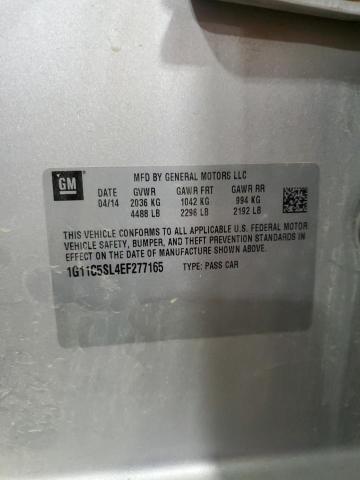 GM
MFD BY GENERAL MOTORS LLC
DATE GVWR GAWR FRT GAWR RR
04/14 2036 KG 1042 KG 994 KG
4488 LB 2298 LB 2192 LB
THIS VEHICLE CONFORMS TO ALL APPLICABLE U.S. FEDERAL MOTOR
VEHICLE SAFETY, BUMPER, AND THEFT PREVENTION STANDARDS IN
EFFECT ON THE DATE OF MANUFACTURE SHOWN ABOVE.
1G11C5SL4EF277165 TYPE: PASS CAR